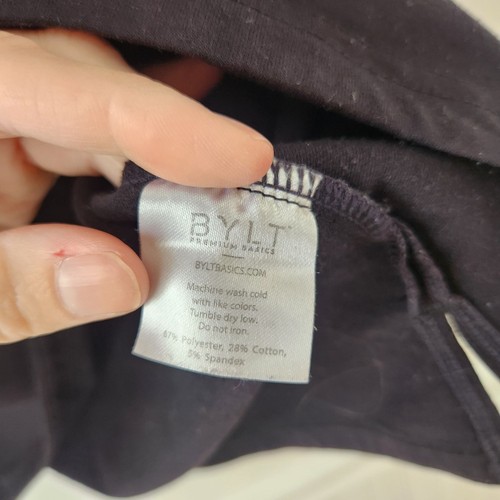 BYLT
PREMIUM BASICS
BYLTBASICS.COM
Machine wash cold
with like colors.
Tumble dry low.
Do not iron.
67% Polyester, 28% Cotton,
5% Spandex